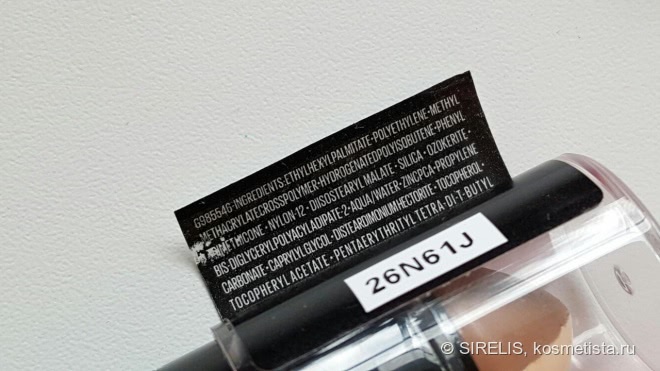 G985546 · INGREDIENTS: ETHYLHEXYL PALMITATE · POLYETHYLENE · METHYL
METHACRYLATE CROSSPOLYMER · HYDROGENATED POLYISOBUTENE · PHENYL
DIMETHICONE · NYLON-12 · DIISOSTEARYL MALATE · SILICA · OZOKERITE ·
BIS-DIGLYCERYL POLYACYLADIPATE-2 · AQUA / WATER · ZINC PCA · PROPYLENE
CARBONATE · CAPRYLYL GLYCOL · DISTEARDIMONIUM HECTORITE · TOCOPHEROL ·
TOCOPHERYL ACETATE · PENTAERYTHRITYL TETRA-DI-T-BUTYL
26N61J
© SIRELIS, kosmetista.ru